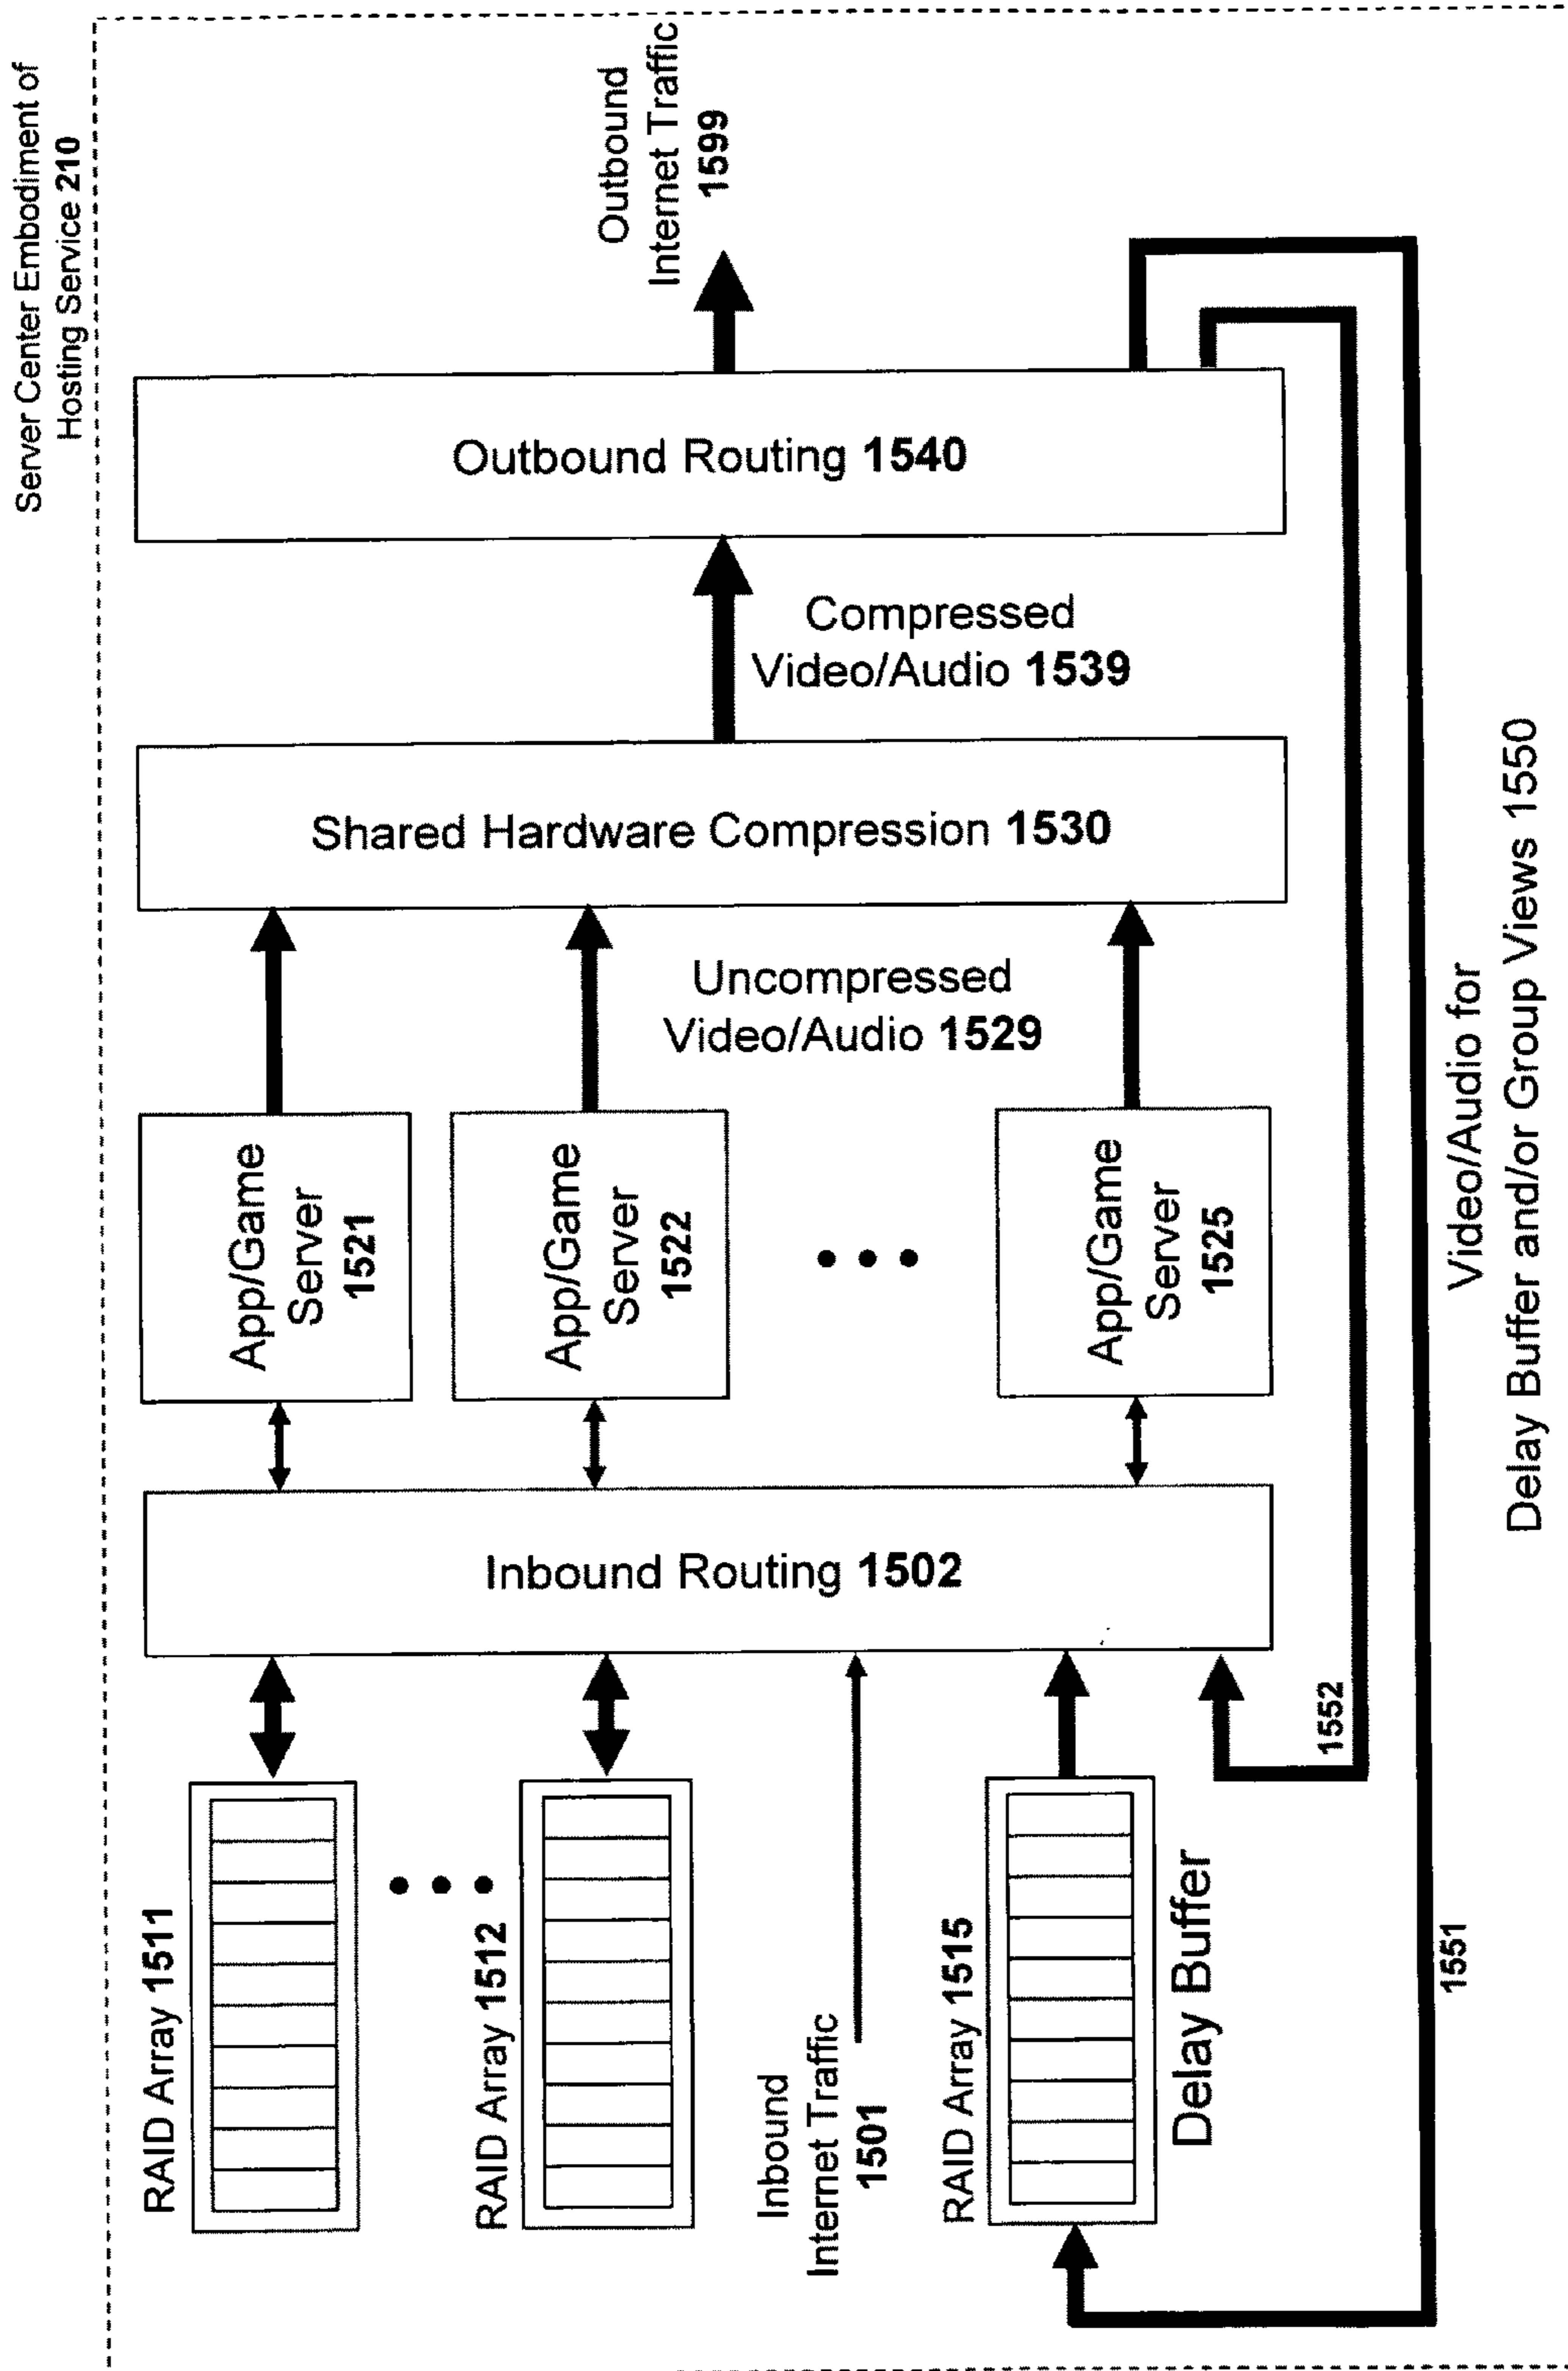 Server Center Embodiment of
Hosting Service 210
RAID Array 1511
RAID Array 1512
Inbound
Internet Traffic
1501
RAID Array 1515
Delay Buffer
Inbound Routing 1502
App/Game
Server
1521
App/Game
Server
1522
App/Game
Server
1525
Uncompressed
Video/Audio 1529
Shared Hardware Compression 1530
Compressed
Video/Audio 1539
Outbound Routing 1540
Outbound
Internet Traffic
1599
1552
1551
Video/Audio for
Delay Buffer and/or Group Views 1550